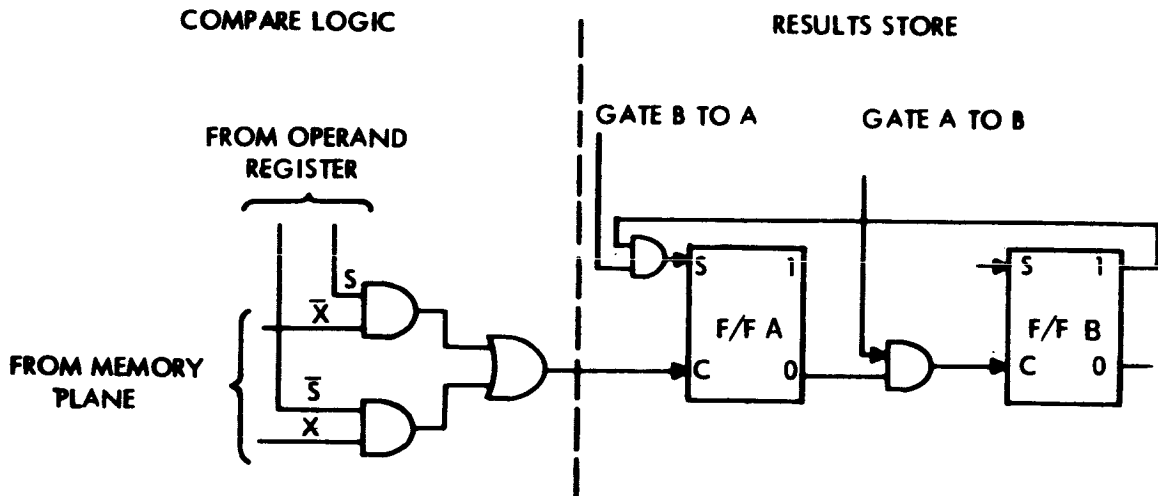 COMPARE LOGIC
RESULTS STORE
GATE B TO A
GATE A TO B
FROM OPERAND
REGISTER
S
X̅
FROM MEMORY
PLANE
S̅
X
S
1
F/F A
C
0
S
1
F/F B
C
0